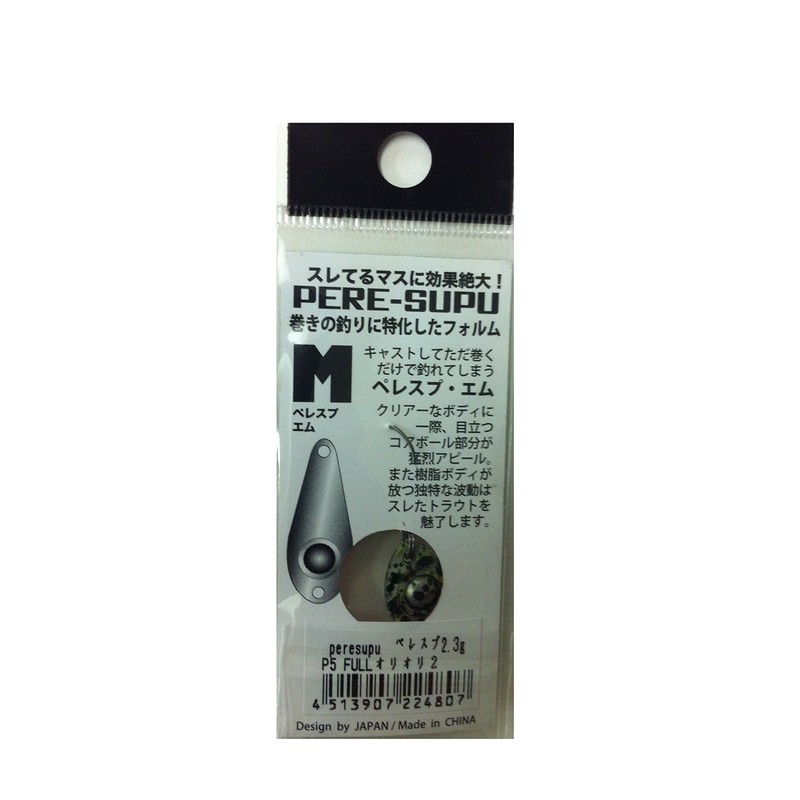 スレてるマスに効果絶大！
PERE-SUPU
巻きの釣りに特化したフォルム
M
ペレスプ
エム
キャストしてただ巻く
だけで釣れてしまう
ペレスプ・エム
クリアーなボディに
一際、目立つ
コアボール部分が
猛烈アピール。
また樹脂ボディが
放つ独特な波動は
スレたトラウトを
魅了します。
peresupu ペレスプ2.3g
P5 FULLオリオリ2
4 513907 224807
Design by JAPAN / Made in CHINA